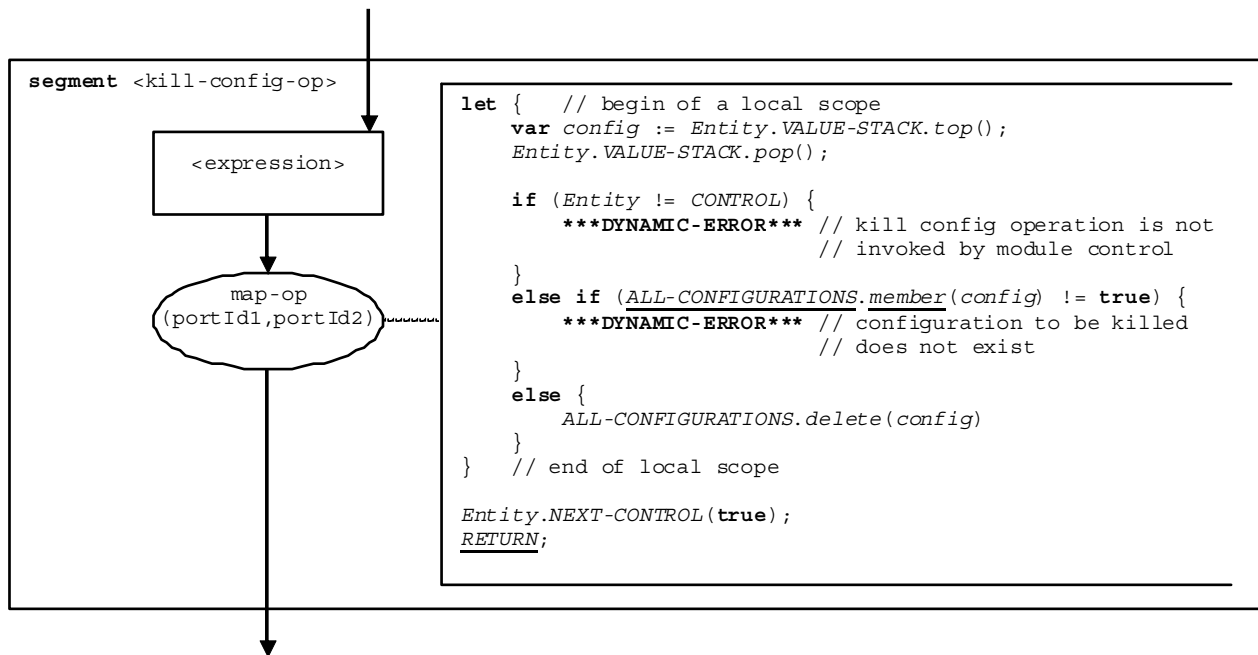 segment <kill-config-op>
<expression>
map-op
(portId1,portId2)
let {   // begin of a local scope
    var config := Entity.VALUE-STACK.top();
    Entity.VALUE-STACK.pop();
    if (Entity != CONTROL) {
        ***DYNAMIC-ERROR*** // kill config operation is not
                            // invoked by module control
    }
    else if (ALL-CONFIGURATIONS.member(config) != true) {
        ***DYNAMIC-ERROR*** // configuration to be killed
                            // does not exist
    }
    else {
        ALL-CONFIGURATIONS.delete(config)
    }
}   // end of local scope
Entity.NEXT-CONTROL(true);
RETURN;